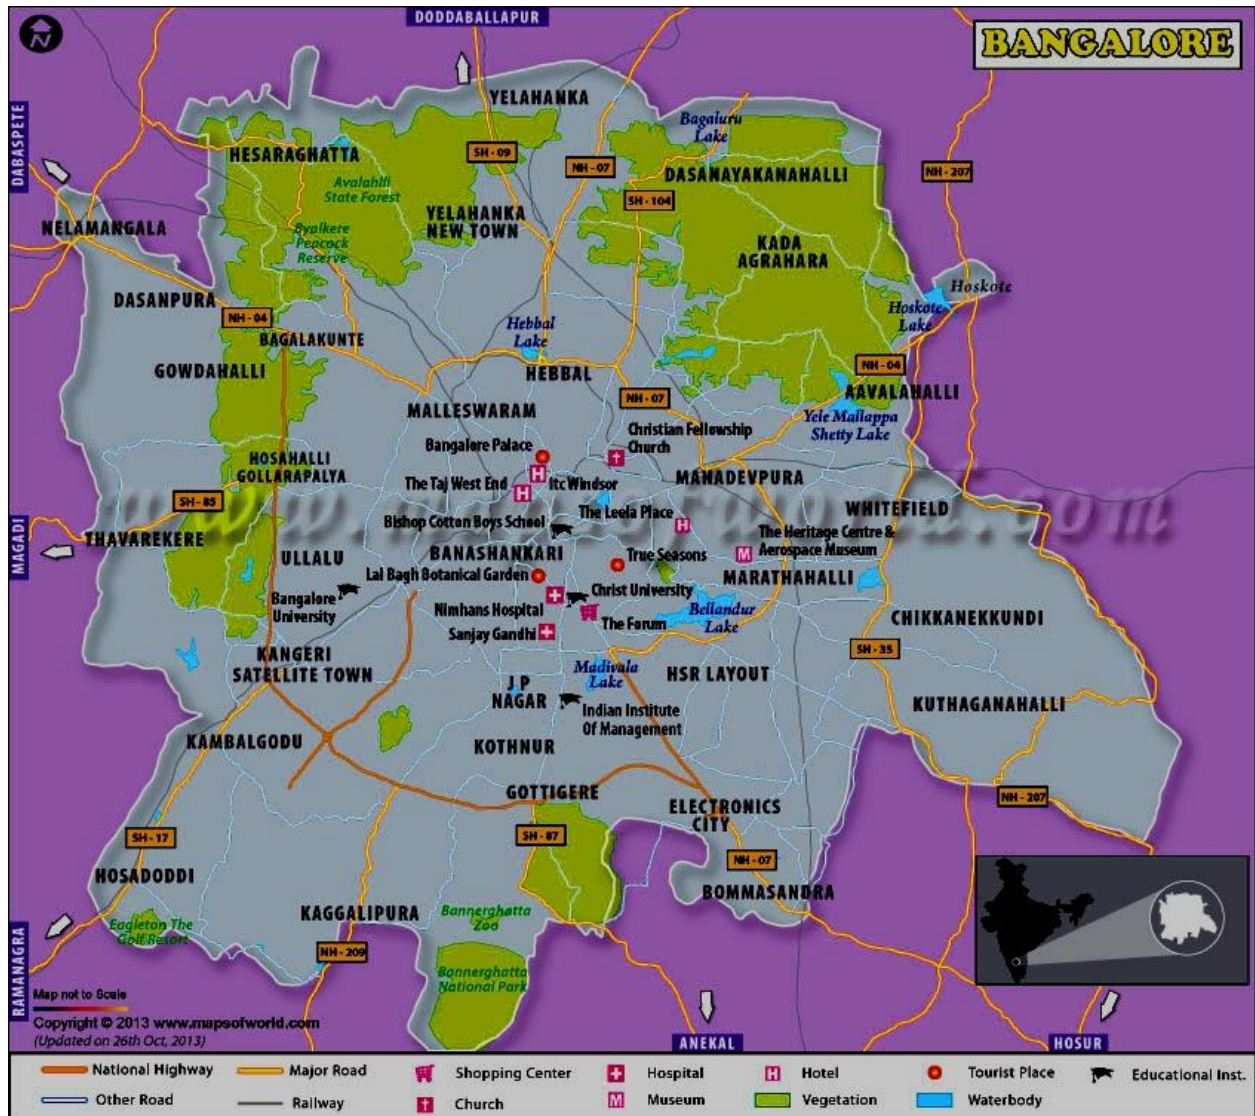 DODDABALLAPUR
N
BANGALORE
DABASPETE
YELAHANKA
Bagaluru
Lake
HESARAGHATTA
SH - 09
NH - 07
DASANAYAKANAHALLI
NH - 207
Avalahlli
State Forest
SH - 104
NELAMANGALA
YELAHANKA
NEW TOWN
Byalkere
Peacock
Reserve
KADA
AGRAHARA
DASANPURA
Hoskote
Hoskote
Lake
NH - 04
Hebbal
Lake
BAGALAKUNTE
GOWDAHALLI
HEBBAL
NH - 04
AAVALAHALLI
NH - 07
MALLESWARAM
Yele Mallappa
Shetty Lake
Christian Fellowship
Church
Bangalore Palace
HOSAHALLI
GOLLARAPALYA
MAHADEVPURA
The Taj West End
Itc Windsor
SH - 85
www.mapsofworld.com
WHITEFIELD
MAGADI
THAVAREKERE
Bishop Cotton Boys School
The Leela Place
The Heritage Centre &
Aerospace Museum
ULLALU
BANASHANKARI
True Seasons
Lal Bagh Botanical Garden
MARATHAHALLI
Bangalore
University
Christ University
Nimhans Hospital
Bellandur
Lake
The Forum
CHIKKANEKKUNDI
Sanjay Gandhi
KANGERI
SATELLITE TOWN
SH - 35
Madivala
Lake
HSR LAYOUT
J P
NAGAR
KUTHAGANAHALLI
Indian Institute
Of Management
KAMBALGODU
KOTHNUR
GOTTIGERE
NH - 207
ELECTRONICS
CITY
SH - 17
SH - 87
NH - 07
HOSADODDI
BOMMASANDRA
KAGGALIPURA
Bannerghatta
Zoo
Eagleton The
Golf Resort
RAMANAGRA
NH - 209
Bonnerghatta
National Park
Map not to Scale
Copyright © 2013 www.mapsofworld.com
(Updated on 26th Oct, 2013)
ANEKAL
HOSUR
National Highway
Major Road
Shopping Center
Hospital
Hotel
Tourist Place
Educational Inst.
Other Road
Railway
Church
Museum
Vegetation
Waterbody